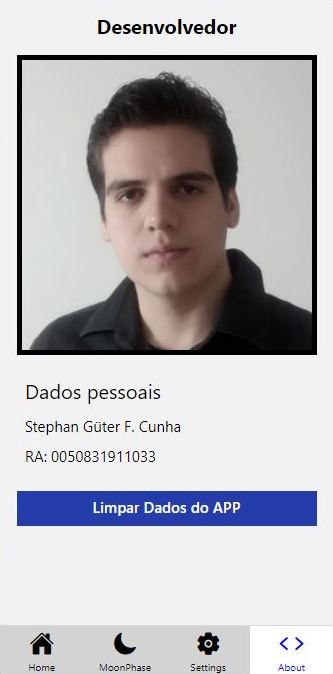 Desenvolvedor
Dados pessoais
Stephan Güter F. Cunha
RA: 0050831911033
Limpar Dados do APP
Home
MoonPhase
Settings
About